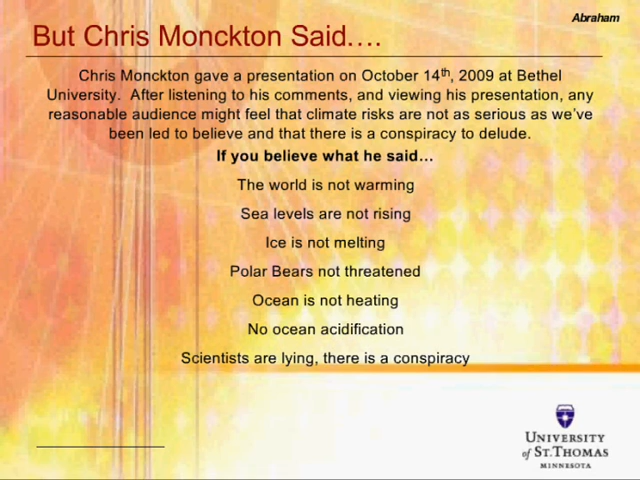 Abraham
But Chris Monckton Said….
Chris Monckton gave a presentation on October 14th, 2009 at Bethel
University. After listening to his comments, and viewing his presentation, any
reasonable audience might feel that climate risks are not as serious as we've
been led to believe and that there is a conspiracy to delude.
If you believe what he said…
The world is not warming
Sea levels are not rising
Ice is not melting
Polar Bears not threatened
Ocean is not heating
No ocean acidification
Scientists are lying, there is a conspiracy
UNIVERSITY
of ST. THOMAS
MINNESOTA